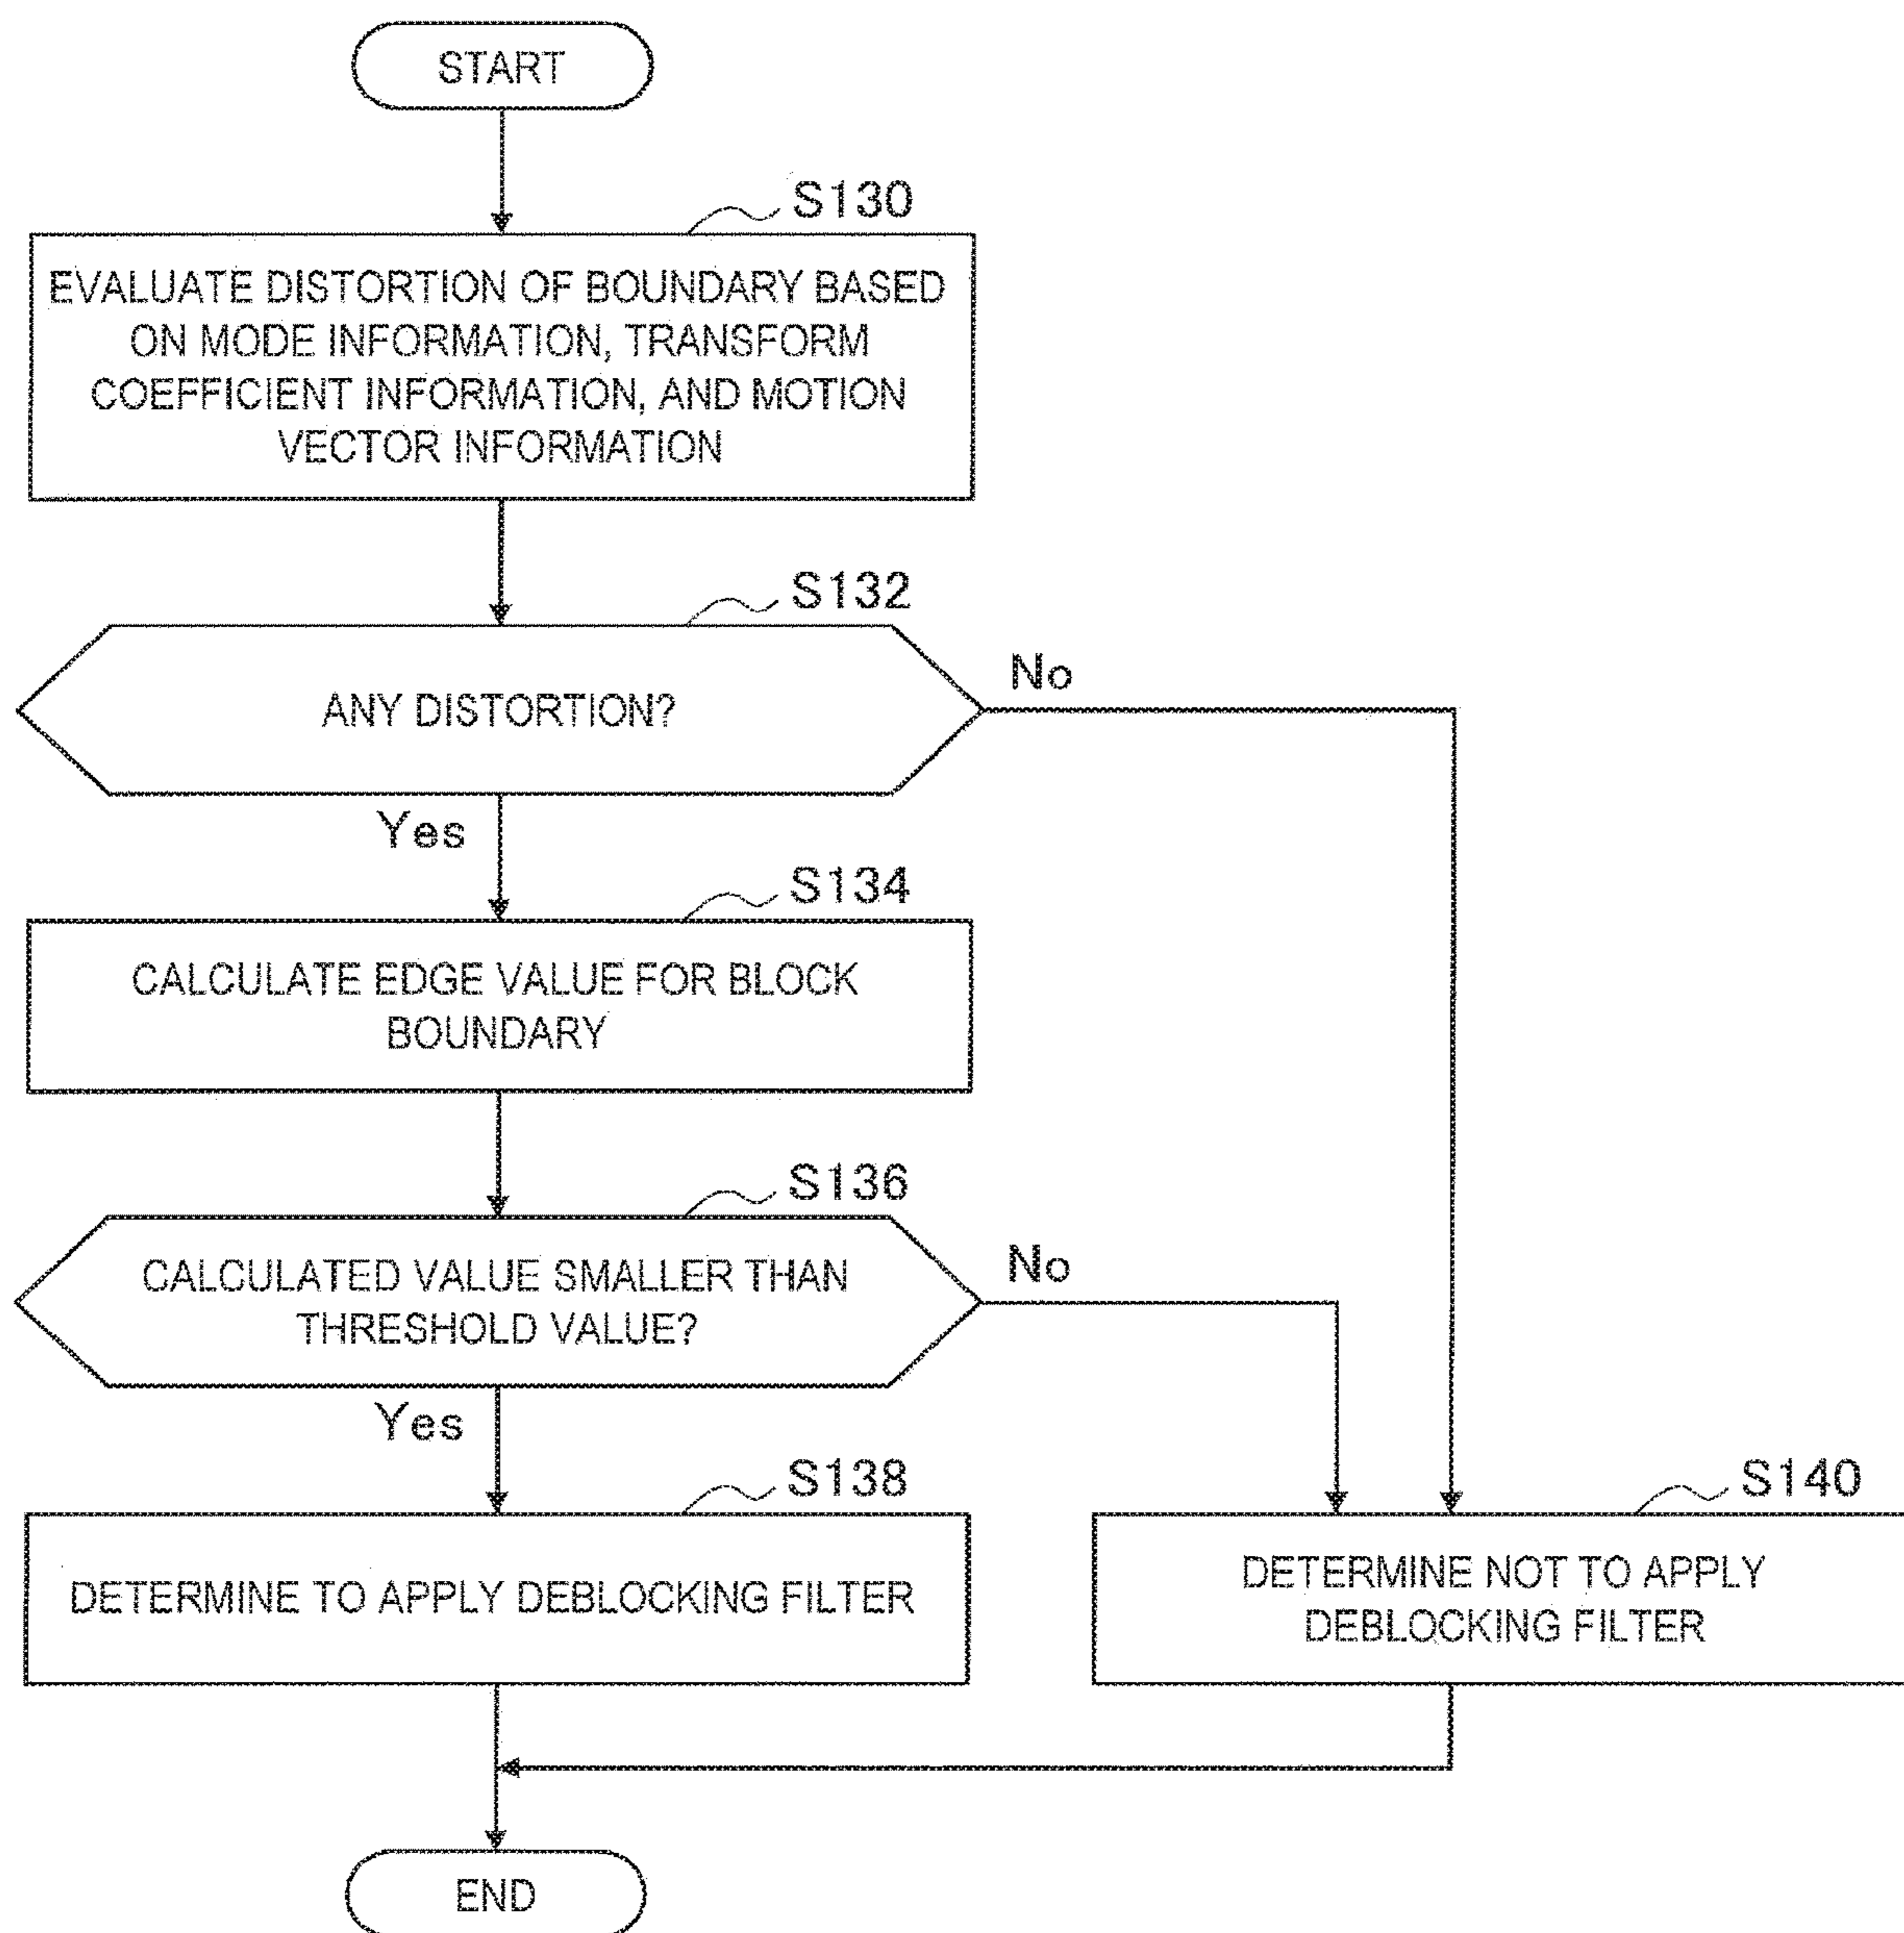 START
S130
EVALUATE DISTORTION OF BOUNDARY BASED
ON MODE INFORMATION, TRANSFORM
COEFFICIENT INFORMATION, AND MOTION
VECTOR INFORMATION
S132
ANY DISTORTION?
No
Yes
S134
CALCULATE EDGE VALUE FOR BLOCK
BOUNDARY
S136
CALCULATED VALUE SMALLER THAN
THRESHOLD VALUE?
No
Yes
S138
DETERMINE TO APPLY DEBLOCKING FILTER
S140
DETERMINE NOT TO APPLY
DEBLOCKING FILTER
END